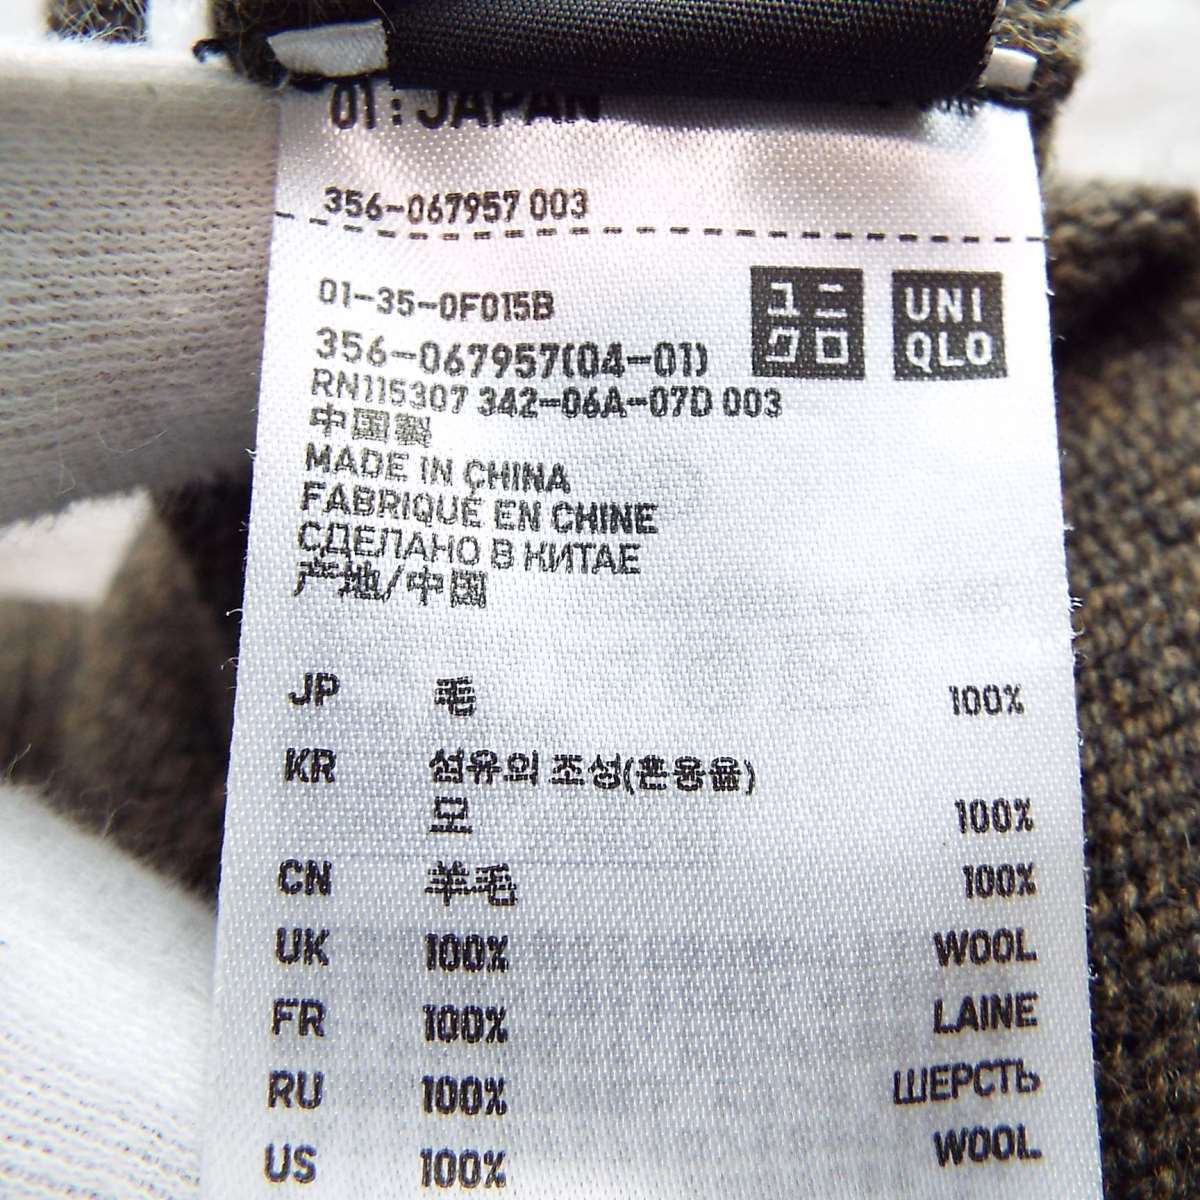 01 : JAPAN
356-067957 003
01-35-0F015B
ユニクロ
UNIQLO
356-067957(04-01)
RN115307 342-06A-07D 003
中国製
MADE IN CHINA
FABRIQUÉ EN CHINE
СДЕЛАНО В КИТАЕ
产地/中国
JP 毛 100%
KR 섬유의 조성(혼용율)
모 100%
CN 羊毛 100%
UK 100% WOOL
FR 100% LAINE
RU 100% ШЕРСТЬ
US 100% WOOL